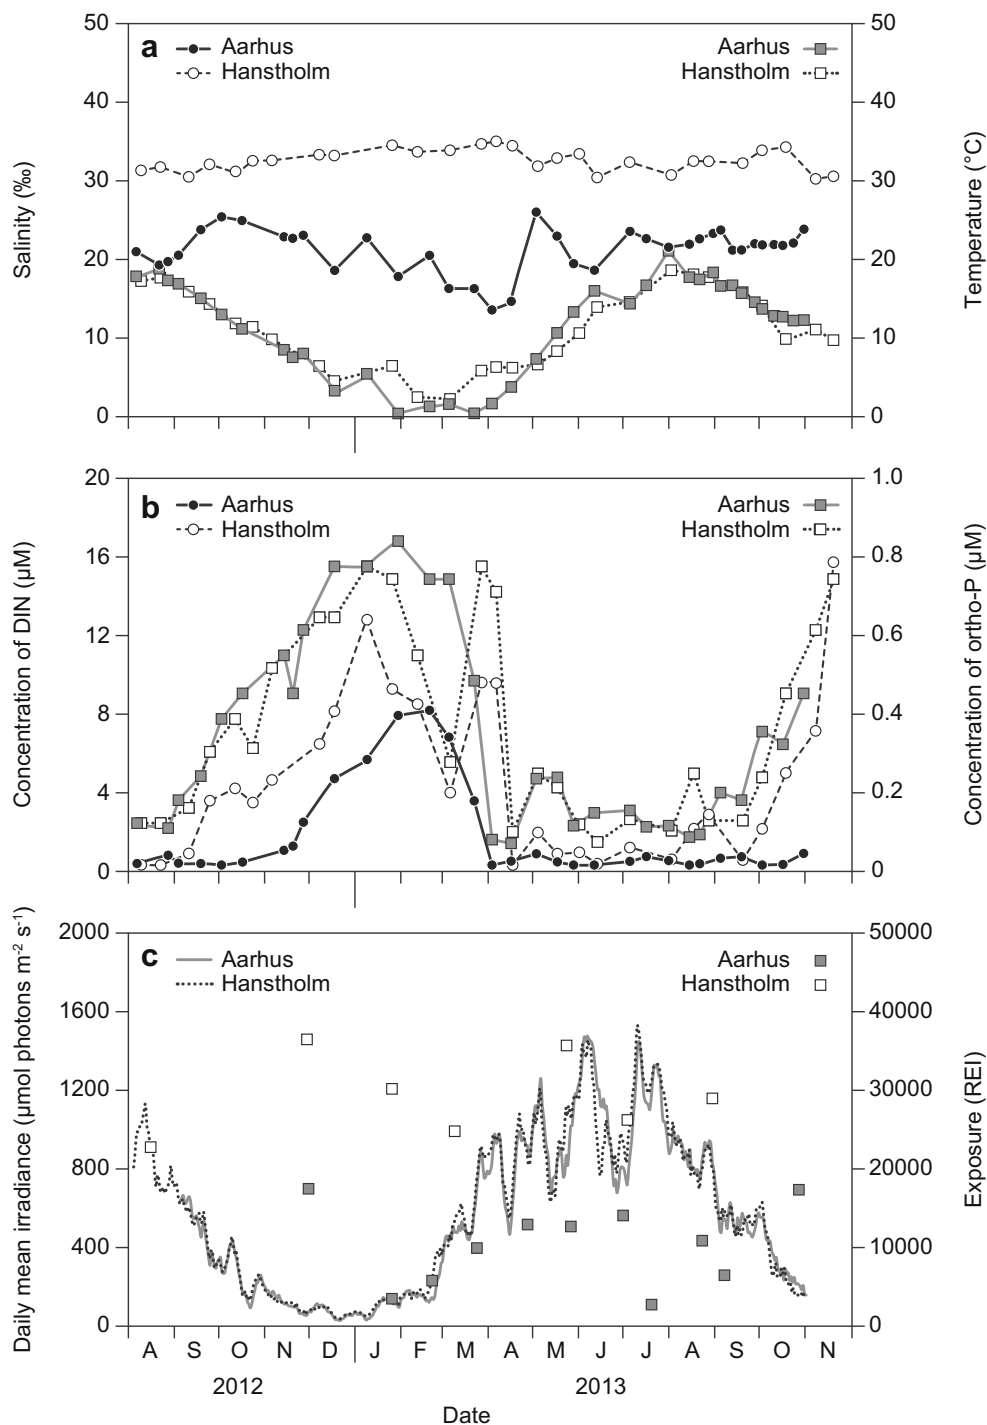 50 50
a Aarhus Aarhus
Hanstholm Hanstholm
40 40
30 30
20 20
10 10
0 0
Salinity (‰)
Temperature (°C)
20 1.0
b Aarhus Aarhus
Hanstholm Hanstholm
16 0.8
12 0.6
8 0.4
4 0.2
0 0
Concentration of DIN (µM)
Concentration of ortho-P (µM)
2000 50000
c Aarhus Aarhus
Hanstholm Hanstholm
1600 40000
1200 30000
800 20000
400 10000
0 0
Daily mean irradiance (µmol photons m-2 s-1)
Exposure (REI)
A S O N D J F M A M J J A S O N
2012 2013
Date